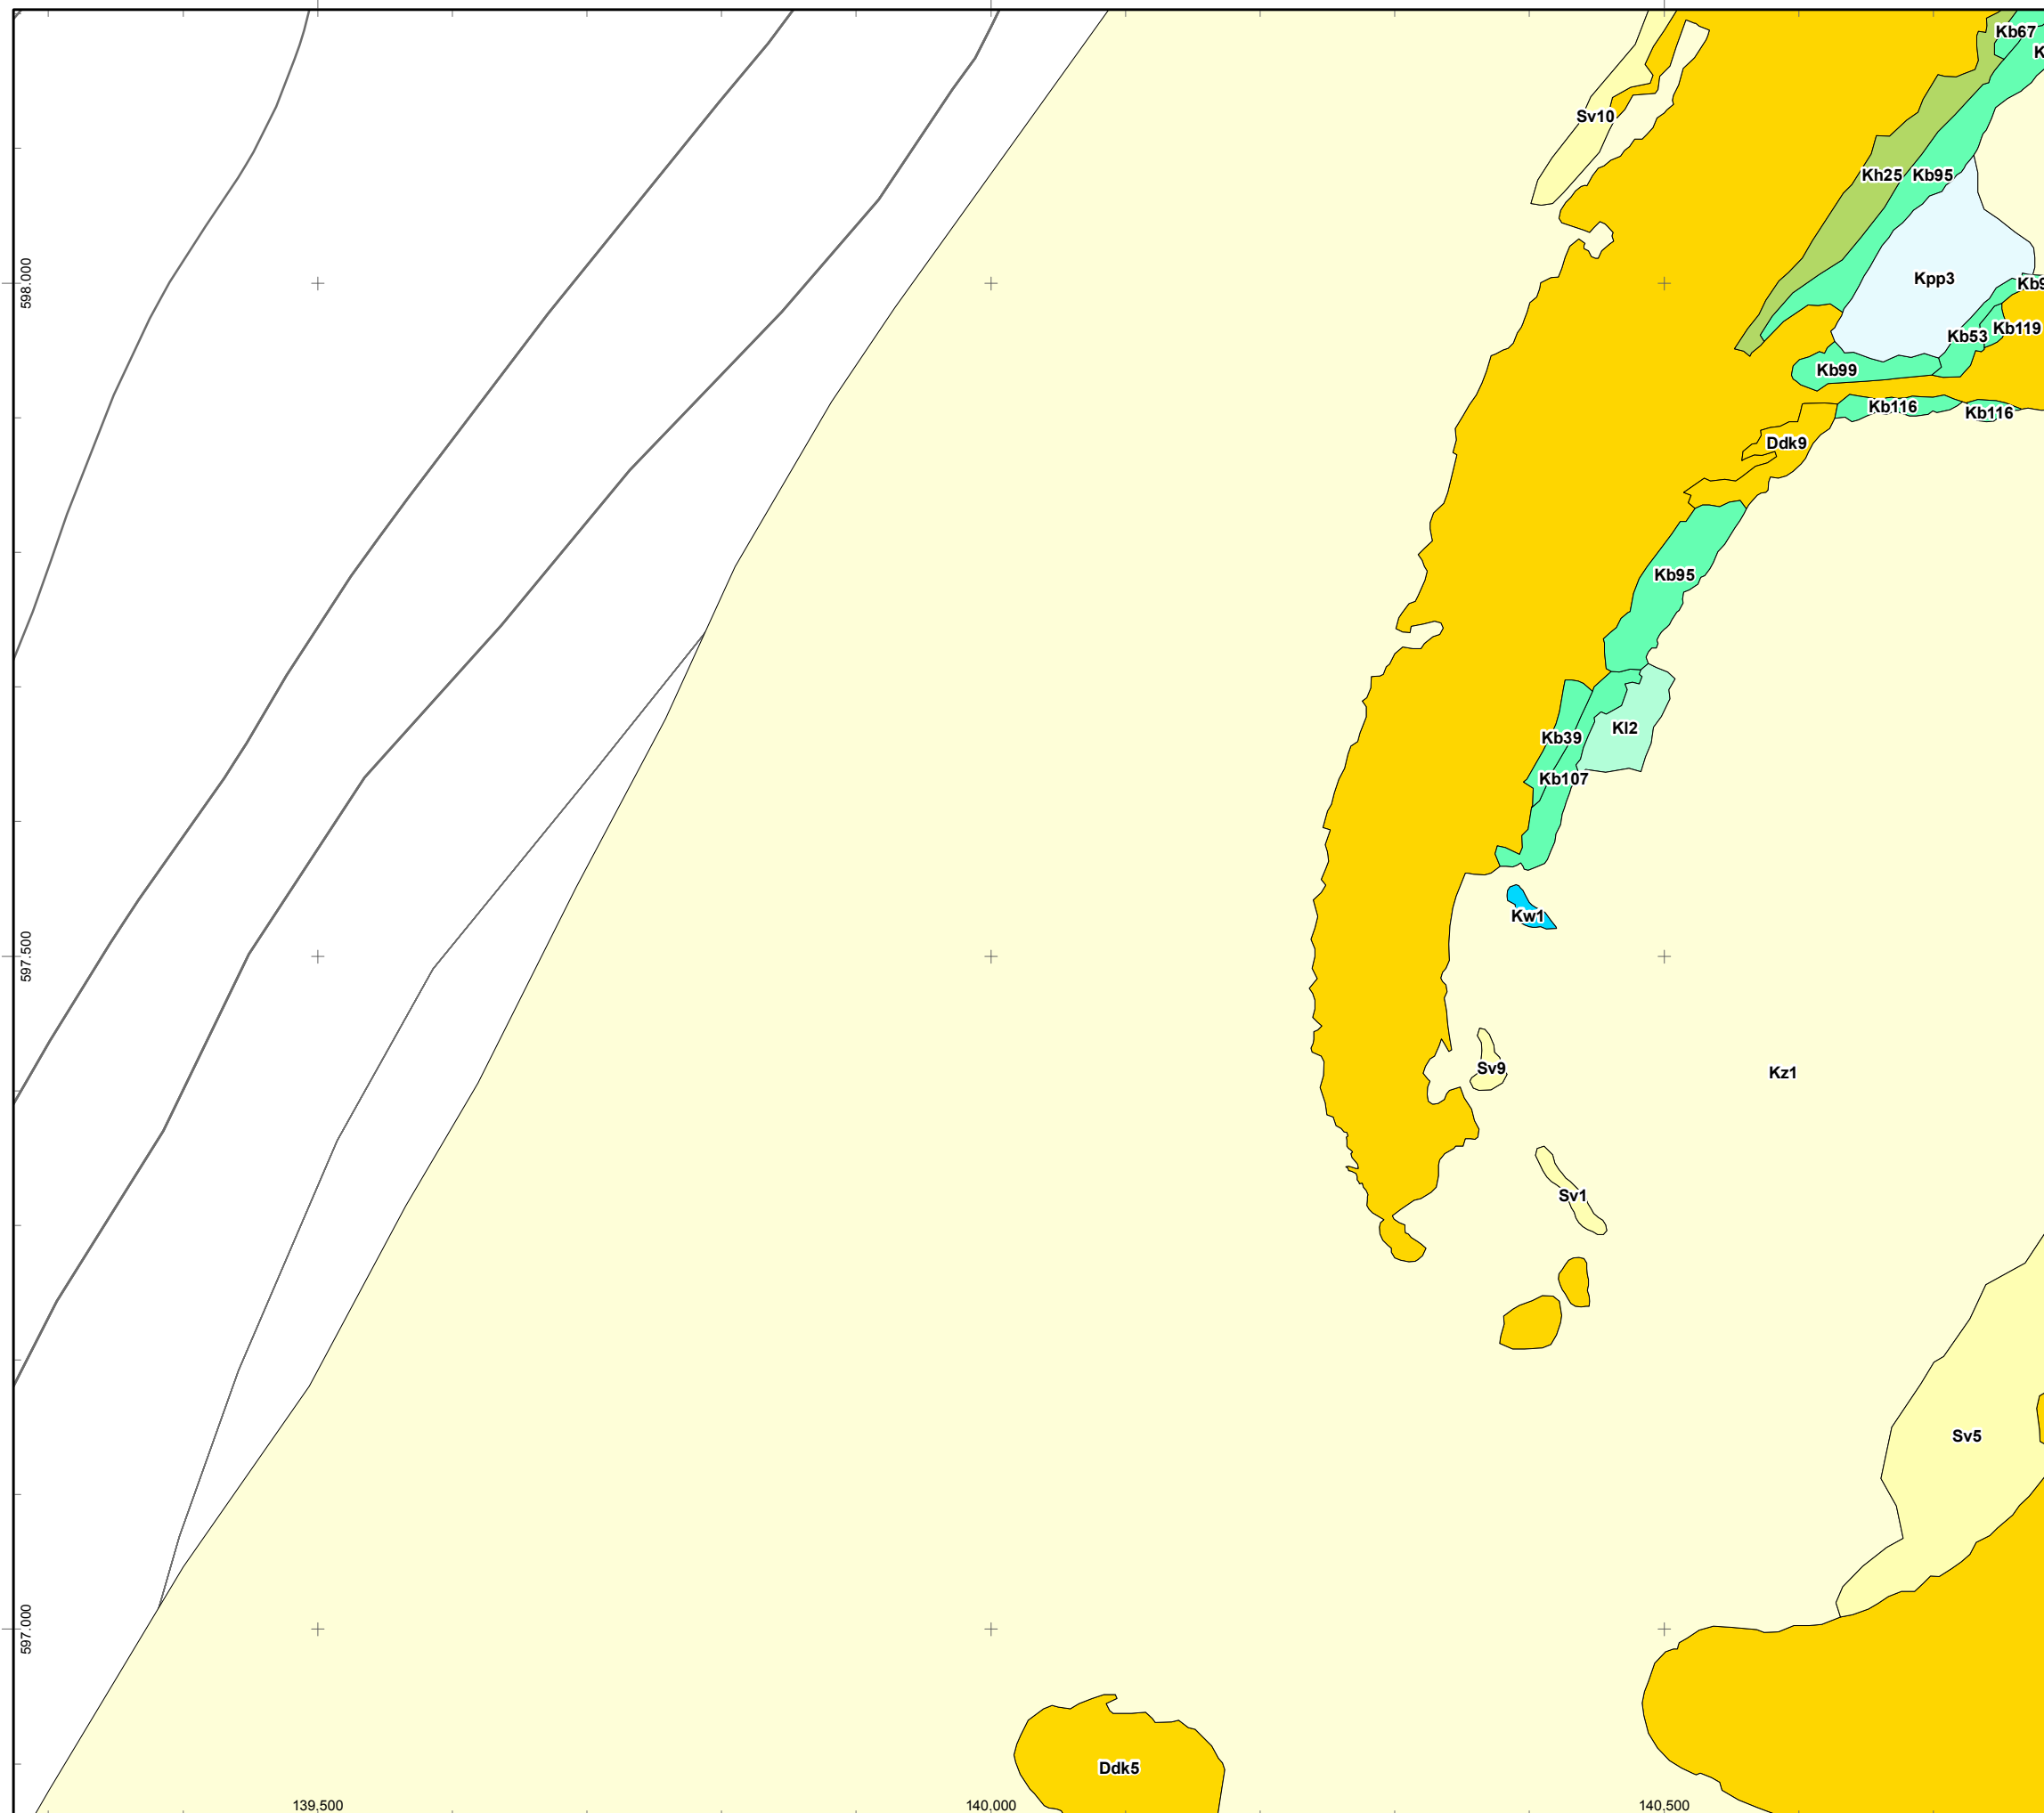 Kb67
K
Sv10
Kh25
Kb95
Kpp3
598.000
Kb9
Kb119
Kb53
Kb99
Kb116
Kb116
Ddk9
Kb95
Kl2
Kb39
Kb107
Kw1
597.500
Sv9
Kz1
Sv1
Sv5
597.000
Ddk5
139,500
140,000
140,500